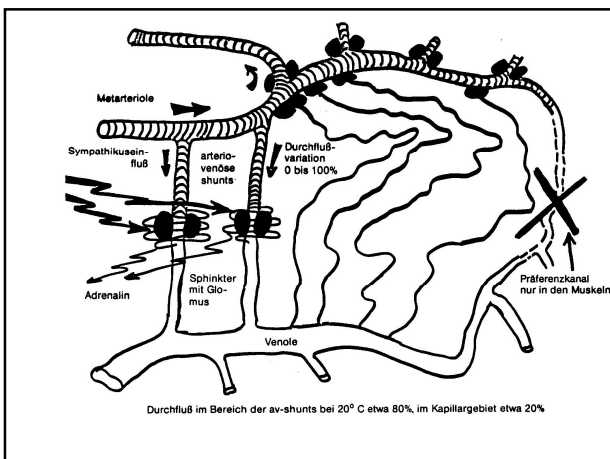 Metarteriole
Sympathikusein-
fluß
arterio-
venöse
shunts
Durchfluß-
variation
0 bis 100%
Adrenalin
Sphinkter
mit Glo-
mus
Venole
Präferenzkanal
nur in den Muskeln
Durchfluß im Bereich der av-shunts bei 20° C etwa 80%, im Kapillargebiet etwa 20%